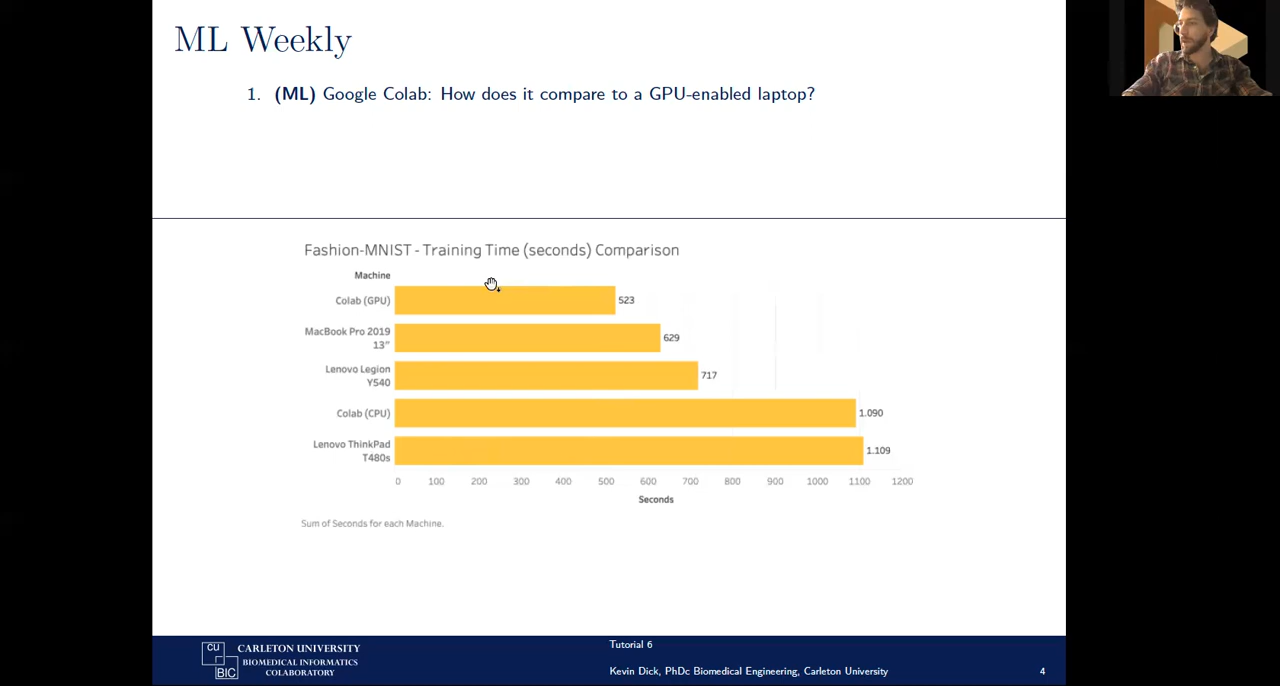 ML Weekly
1. (ML) Google Colab: How does it compare to a GPU-enabled laptop?
Fashion-MNIST - Training Time (seconds) Comparison
Machine
Colab (GPU) 523
MacBook Pro 2019
13" 629
Lenovo Legion
Y540 717
Colab (CPU) 1.090
Lenovo ThinkPad
T480s 1.109
0 100 200 300 400 500 600 700 800 900 1000 1100 1200
Seconds
Sum of Seconds for each Machine.
CU
BIC
CARLETON UNIVERSITY
BIOMEDICAL INFORMATICS
COLABORATORY
Tutorial 6
Kevin Dick, PhDc Biomedical Engineering, Carleton University
4